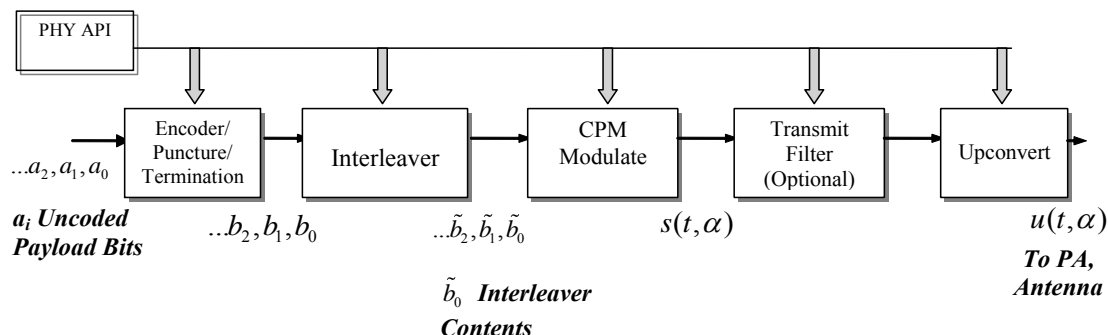 PHY API
Encoder/
Puncture/
Termination
Interleaver
CPM
Modulate
Transmit
Filter
(Optional)
Upconvert
...a₂, a₁, a₀
aᵢ Uncoded
Payload Bits
...b₂, b₁, b₀
...b̃₂, b̃₁, b̃₀
s(t, α)
u(t, α)
To PA,
Antenna
b̃₀ Interleaver
Contents